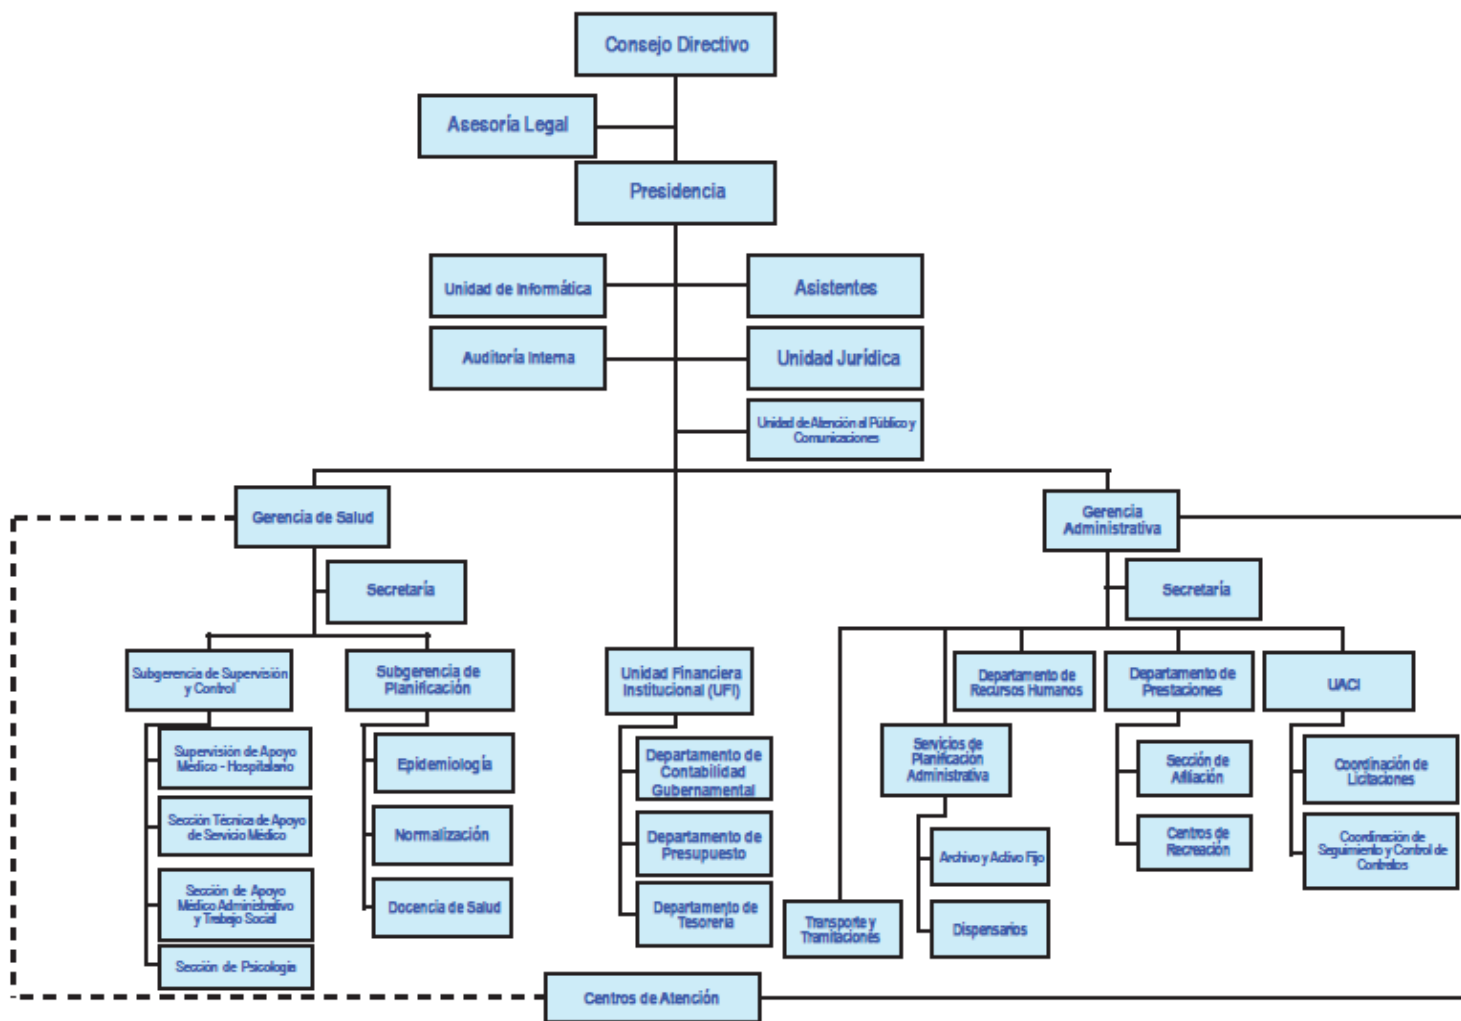 Consejo Directivo
Asesoría Legal
Presidencia
Unidad de Informática
Asistentes
Auditoría Interna
Unidad Jurídica
Unidad de Atención al Público y
Comunicaciones
Gerencia de Salud
Gerencia
Administrativa
Secretaría
Secretaría
Subgerencia de Supervisión
y Control
Subgerencia de
Planificación
Unidad Financiera
Institucional (UFI)
Departamento de
Recursos Humanos
Departamento de
Prestaciones
UACI
Supervisión de Apoyo
Médico - Hospitalario
Sección Técnica de Apoyo
de Servicio Médico
Sección de Apoyo
Médico Administrativo
y Trabajo Social
Sección de Psicología
Epidemiología
Normalización
Docencia de Salud
Departamento de
Contabilidad
Gubernamental
Departamento de
Presupuesto
Departamento de
Tesorería
Servicios de
Planificación
Administrativa
Archivo y Activo Fijo
Dispensarios
Transporte y
Tramitaciones
Sección de
Afiliación
Centros de
Recreación
Coordinación de
Licitaciones
Coordinación de
Seguimiento y Control de
Contratos
Centros de Atención